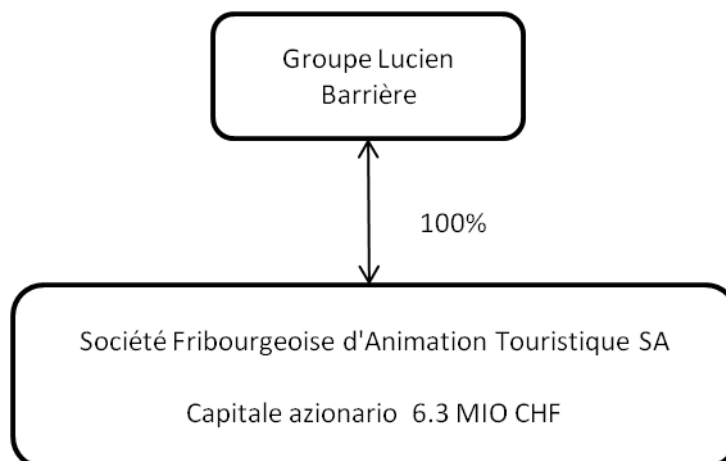 Groupe Lucien
Barrière
100%
Société Fribourgeoise d'Animation Touristique SA
Capitale azionario 6.3 MIO CHF